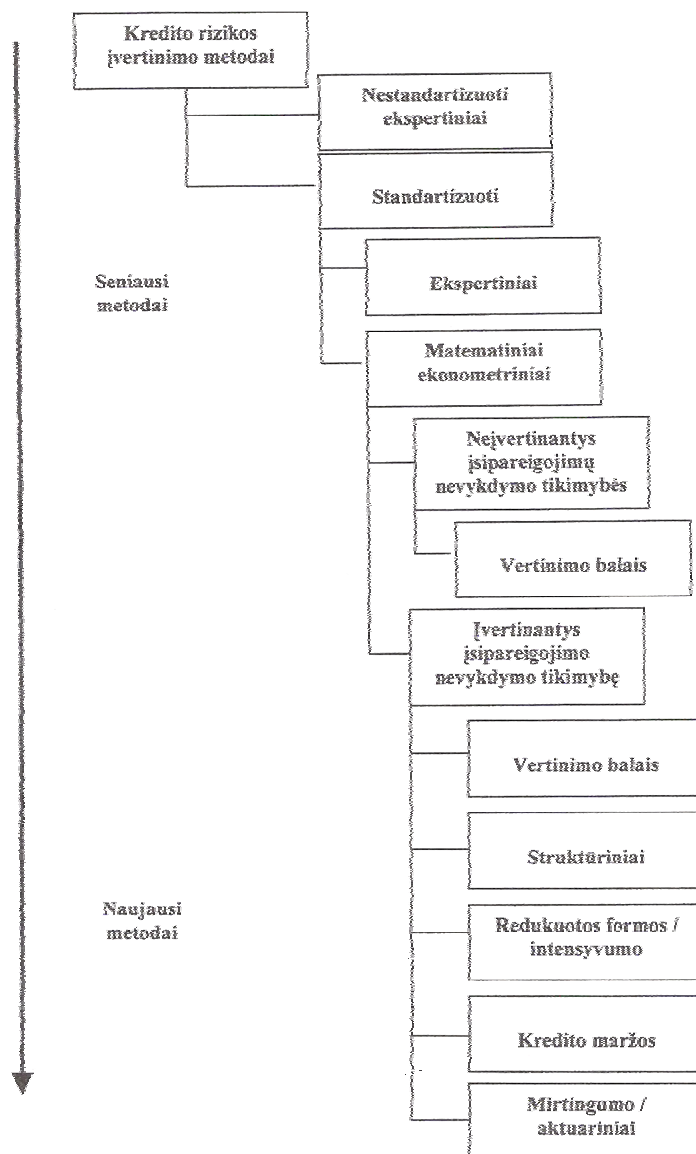 Kredito rizikos
įvertinimo metodai
Nestandartizuoti
ekspertiniai
Standartizuoti
Seniausi
metodai
Ekspertiniai
Matematiniai
ekonometriniai
Neįvertinantys
įsipareigojimų
nevykdymo tikimybės
Vertinimo balais
Įvertinantys
įsipareigojimo
nevykdymo tikimybę
Vertinimo balais
Struktūriniai
Naujausi
metodai
Redukuotos formos /
intensyvumo
Kredito maržos
Mirtingumo /
aktuariniai